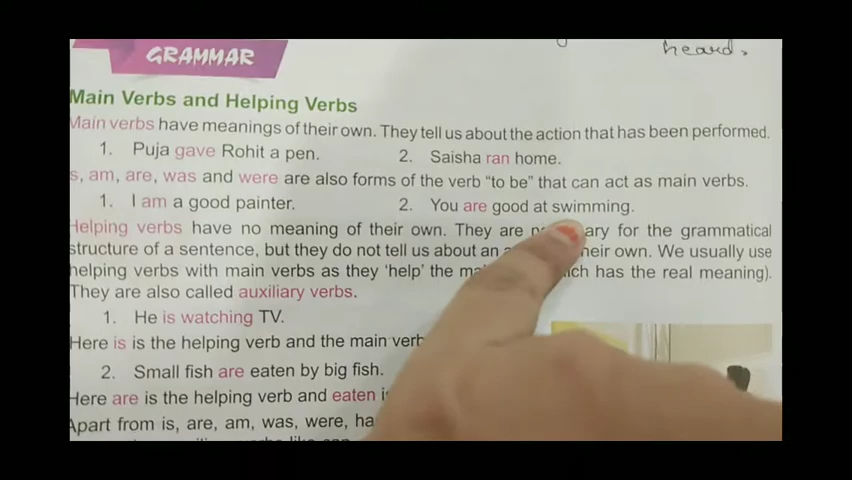 heard.
GRAMMAR
Main Verbs and Helping Verbs
Main verbs have meanings of their own. They tell us about the action that has been performed.
1. Puja gave Rohit a pen. 2. Saisha ran home.
s, am, are, was and were are also forms of the verb "to be" that can act as main verbs.
1. I am a good painter. 2. You are good at swimming.
Helping verbs have no meaning of their own. They are for the grammatical
structure of a sentence, but they do not tell us about an their own. We usually use
helping verbs with main verbs as they 'help' the which has the real meaning).
They are also called auxiliary verbs.
1. He is watching TV.
Here is is the helping verb and the main verb
2. Small fish are eaten by big fish.
Here are is the helping verb and eaten
Apart from is, are, am, was, were,